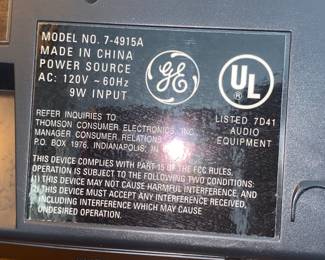 MODEL NO. 7-4915A
MADE IN CHINA
POWER SOURCE
AC: 120V ~ 60Hz
9W INPUT
GE
UL
®
LISTED 7D41
AUDIO
EQUIPMENT
REFER INQUIRIES TO:
THOMSON CONSUMER ELECTRONICS, INC.
MANAGER CONSUMER RELATIONS
P.O. BOX 1976, INDIANAPOLIS, IN
THIS DEVICE COMPLIES WITH PART 15 OF THE FCC RULES.
OPERATION IS SUBJECT TO THE FOLLOWING TWO CONDITIONS:
(1) THIS DEVICE MAY NOT CAUSE HARMFUL INTERFERENCE, AND
(2) THIS DEVICE MUST ACCEPT ANY INTERFERENCE RECEIVED,
INCLUDING INTERFERENCE WHICH MAY CAUSE
UNDESIRED OPERATION.